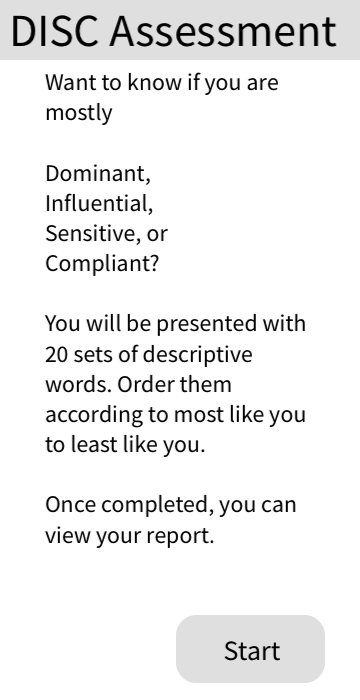 DISC Assessment
Want to know if you are
mostly
Dominant,
Influential,
Sensitive, or
Compliant?
You will be presented with
20 sets of descriptive
words. Order them
according to most like you
to least like you.
Once completed, you can
view your report.
Start